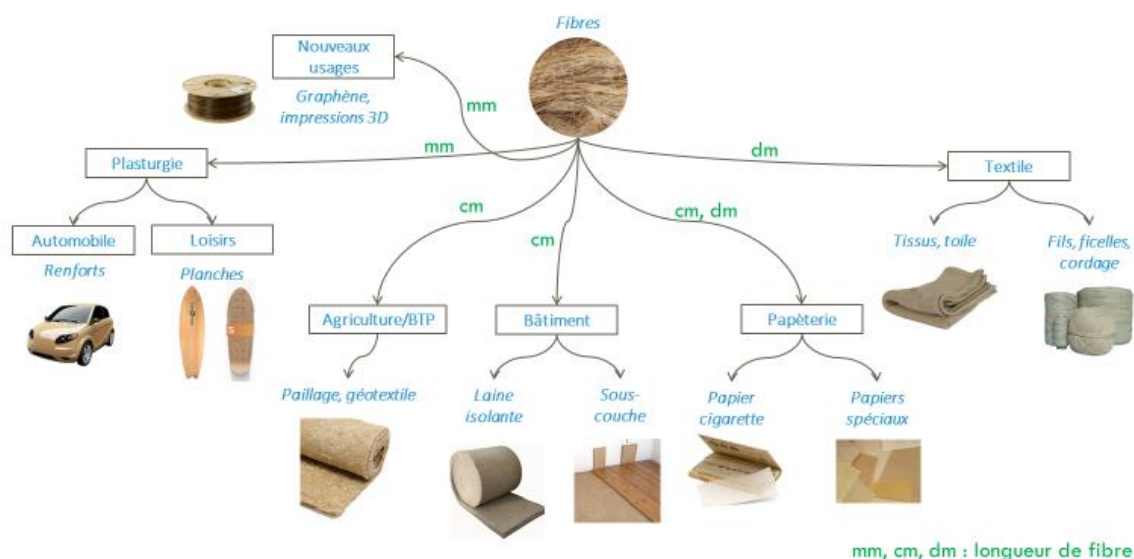 Fibres
Nouveaux
usages
Graphène,
impressions 3D
mm
mm
dm
Plasturgie
Textile
cm
cm, dm
cm
Automobile
Loisirs
Renforts
Planches
Tissus, toile
Fils, ficelles,
cordage
Agriculture/BTP
Bâtiment
Papèterie
Paillage, géotextile
Laine
isolante
Sous-
couche
Papier
cigarette
Papiers
spéciaux
mm, cm, dm : longueur de fibre